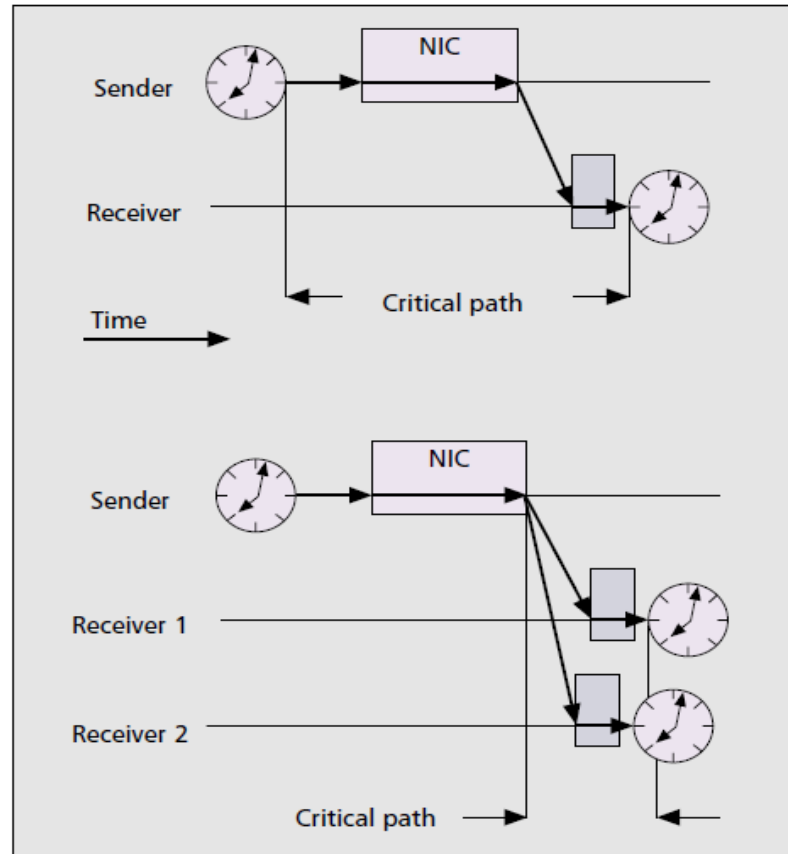 NIC
Sender
Receiver
Critical path
Time
NIC
Sender
Receiver 1
Receiver 2
Critical path